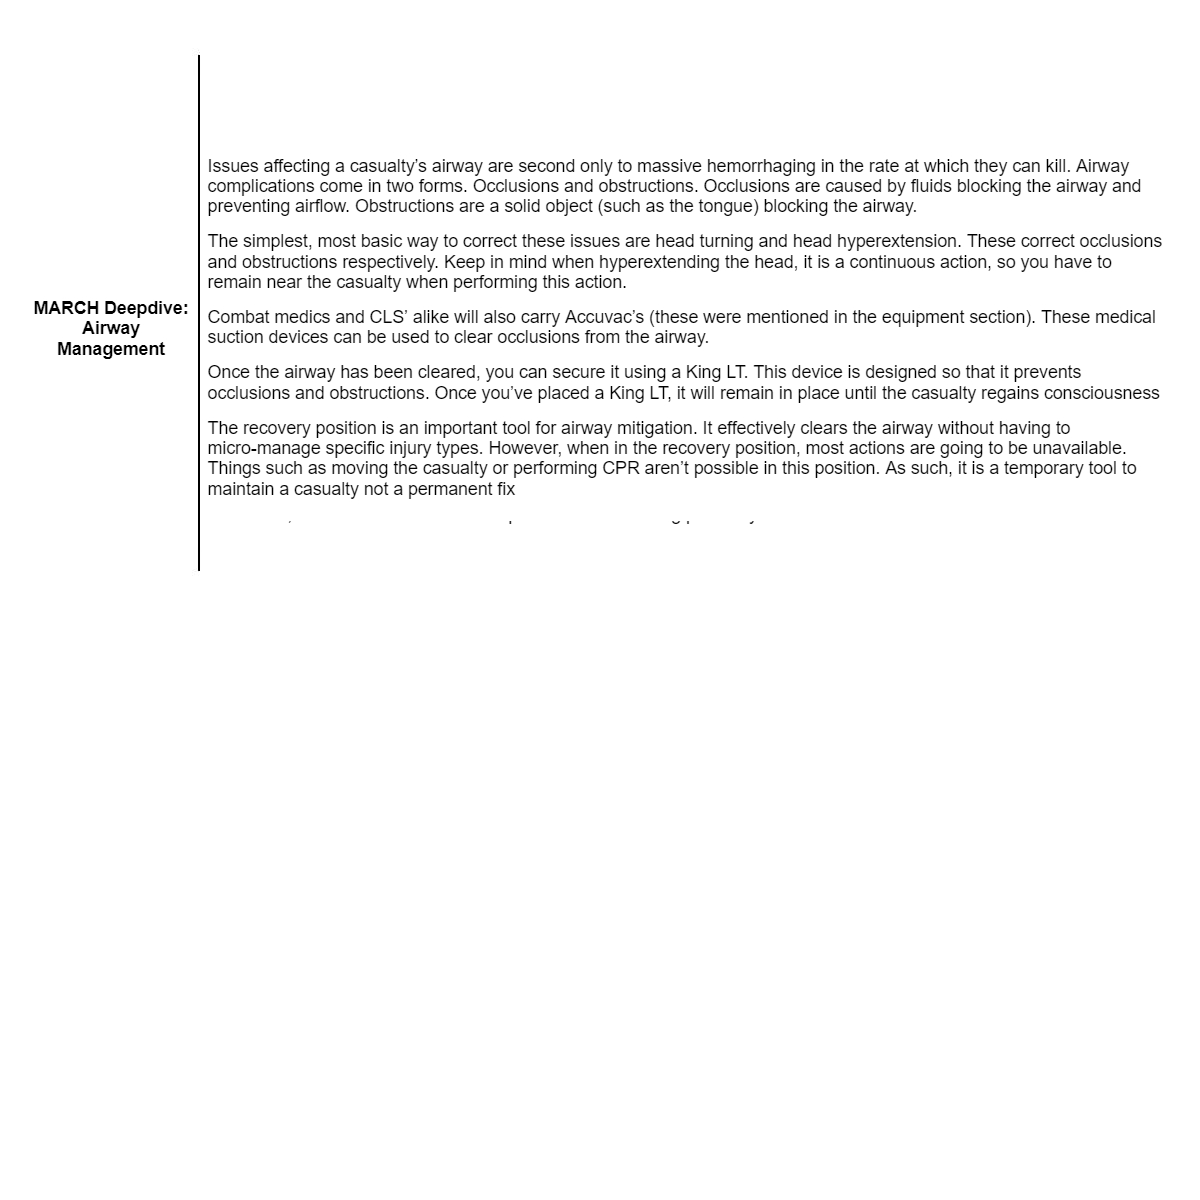 MARCH Deepdive:
Airway
Management
Issues affecting a casualty’s airway are second only to massive hemorrhaging in the rate at which they can kill. Airway
complications come in two forms. Occlusions and obstructions. Occlusions are caused by fluids blocking the airway and
preventing airflow. Obstructions are a solid object (such as the tongue) blocking the airway.
The simplest, most basic way to correct these issues are head turning and head hyperextension. These correct occlusions
and obstructions respectively. Keep in mind when hyperextending the head, it is a continuous action, so you have to
remain near the casualty when performing this action.
Combat medics and CLS’ alike will also carry Accuvac’s (these were mentioned in the equipment section). These medical
suction devices can be used to clear occlusions from the airway.
Once the airway has been cleared, you can secure it using a King LT. This device is designed so that it prevents
occlusions and obstructions. Once you’ve placed a King LT, it will remain in place until the casualty regains consciousness
The recovery position is an important tool for airway mitigation. It effectively clears the airway without having to
micro-manage specific injury types. However, when in the recovery position, most actions are going to be unavailable.
Things such as moving the casualty or performing CPR aren’t possible in this position. As such, it is a temporary tool to
maintain a casualty not a permanent fix